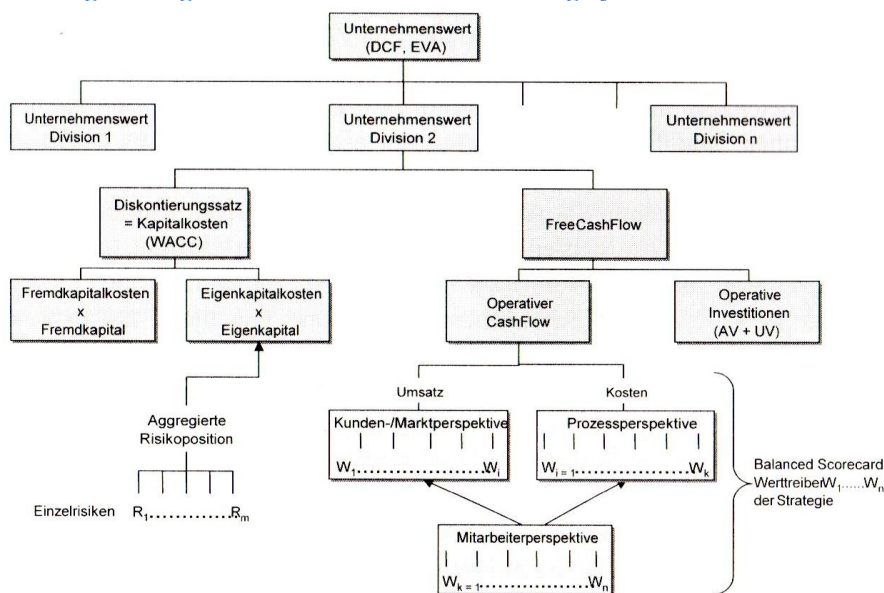 Unternehmenswert
(DCF, EVA)
Unternehmenswert
Division 1
Unternehmenswert
Division 2
Unternehmenswert
Division n
Diskontierungssatz
= Kapitalkosten
(WACC)
FreeCashFlow
Fremdkapitalkosten
x
Fremdkapital
Eigenkapitalkosten
x
Eigenkapital
Operativer
CashFlow
Operative
Investitionen
(AV + UV)
Umsatz
Kosten
Aggregierte
Risikoposition
Kunden-/Marktperspektive
W1..................Wi
Prozessperspektive
Wi = 1..................Wk
Einzelrisiken R1...............Rm
Mitarbeiterperspektive
Wk = 1..................Wn
Balanced Scorecard
WerttreiberW1......Wn
der Strategie